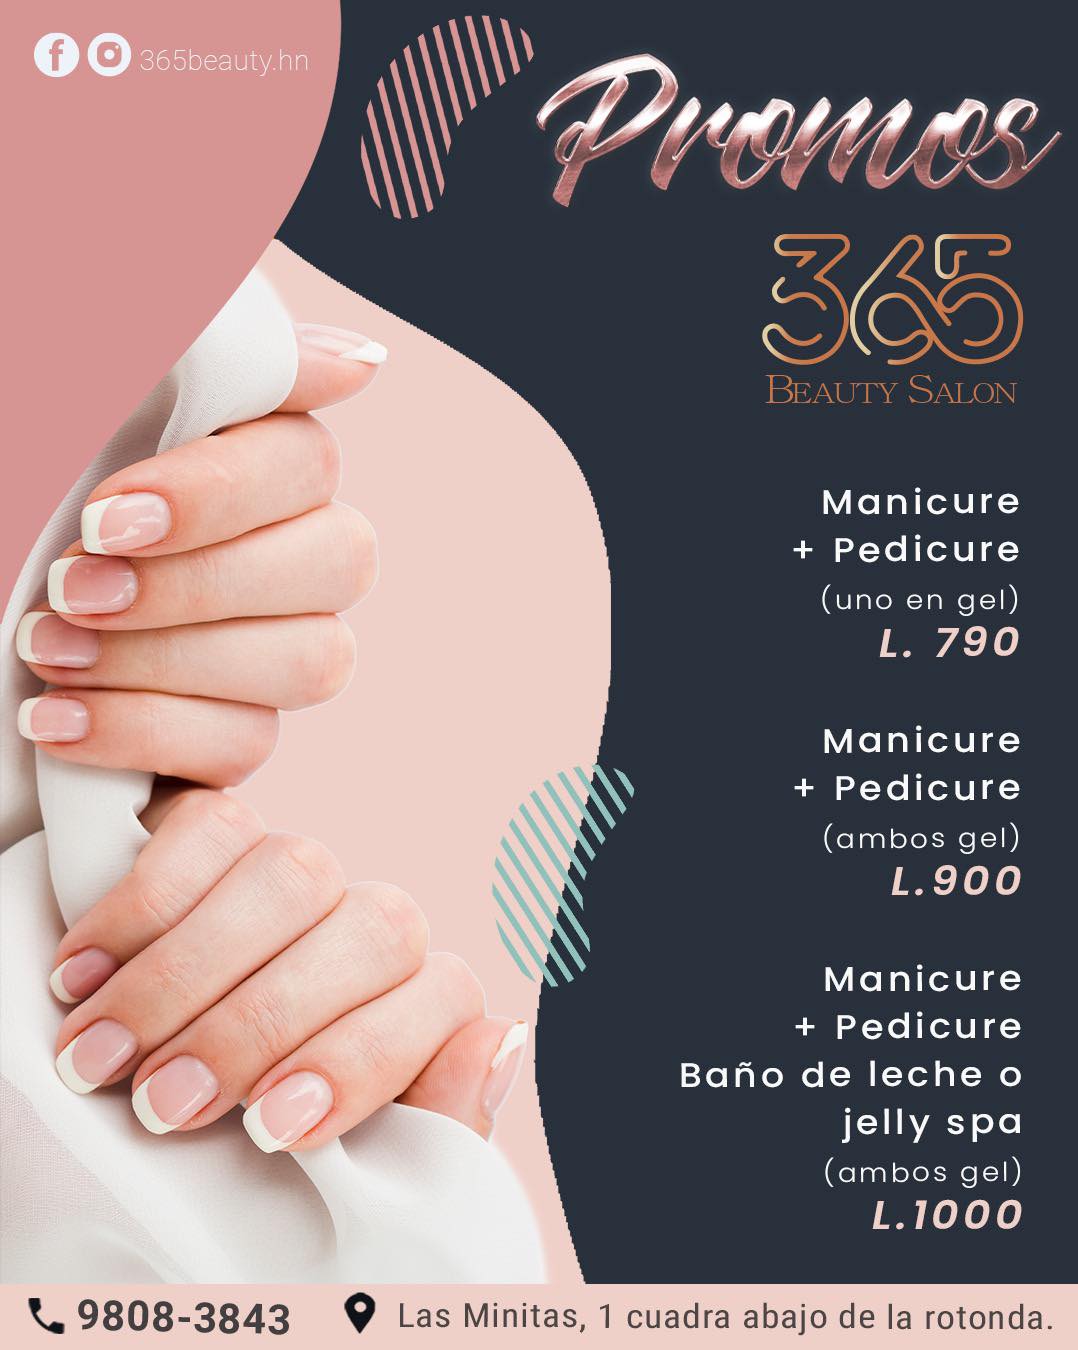 365beauty.hn
Promos
365
BEAUTY SALON
Manicure
+ Pedicure
(uno en gel)
L. 790
Manicure
+ Pedicure
(ambos gel)
L.900
Manicure
+ Pedicure
Baño de leche o
jelly spa
(ambos gel)
L.1000
9808-3843
Las Minitas, 1 cuadra abajo de la rotonda.